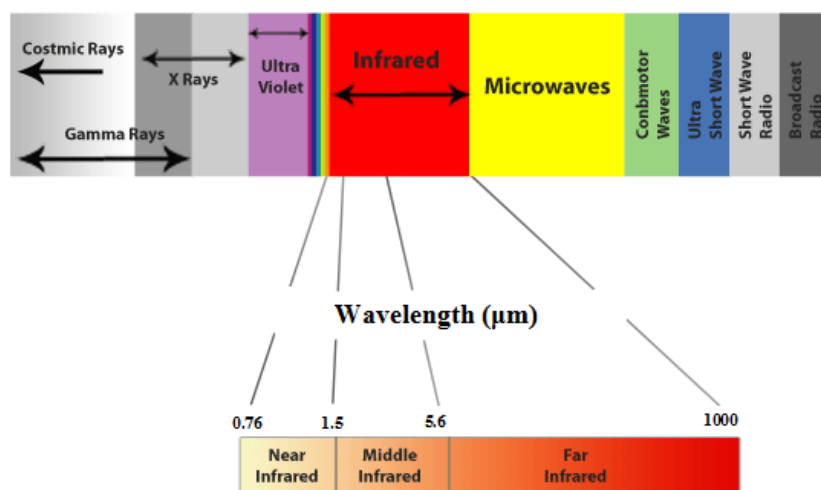 Costmic Rays
X Rays
Gamma Rays
Ultra
Violet
Infrared
Microwaves
Conbmotor
Waves
Ultra
Short Wave
Short Wave
Radio
Broadcast
Radio
Wavelength (μm)
0.76
1.5
5.6
1000
Near
Infrared
Middle
Infrared
Far
Infrared